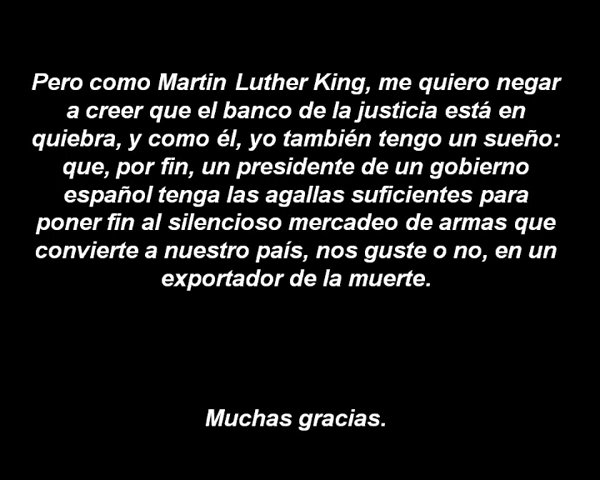 Pero como Martin Luther King, me quiero negar
a creer que el banco de la justicia está en
quiebra, y como él, yo también tengo un sueño:
que, por fin, un presidente de un gobierno
español tenga las agallas suficientes para
poner fin al silencioso mercadeo de armas que
convierte a nuestro país, nos guste o no, en un
exportador de la muerte.
Muchas gracias.